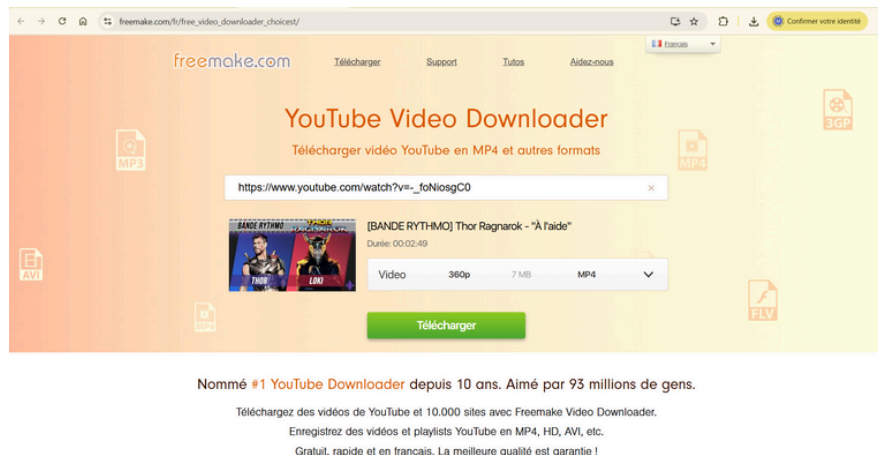 freemake.com/fr/free_video_downloader_choicest/
Confirmer votre identité
Français
freemake.com
Télécharger
Support
Tutos
Aidez-nous
YouTube Video Downloader
Télécharger vidéo YouTube en MP4 et autres formats
MP3
MP4
3GP
https://www.youtube.com/watch?v=-_foNiosgC0
×
BANDE RYTHMO
THOR
RAGNAROK
THOR
LOKI
[BANDE RYTHMO] Thor Ragnarok - "À l'aide"
Durée: 00:02:49
Video 360p 7 MB MP4
AVI
MP4
FLV
Télécharger
Nommé #1 YouTube Downloader depuis 10 ans. Aimé par 93 millions de gens.
Téléchargez des vidéos de YouTube et 10.000 sites avec Freemake Video Downloader.
Enregistrez des vidéos et playlists YouTube en MP4, HD, AVI, etc.
Gratuit, rapide et en français. La meilleure qualité est garantie !